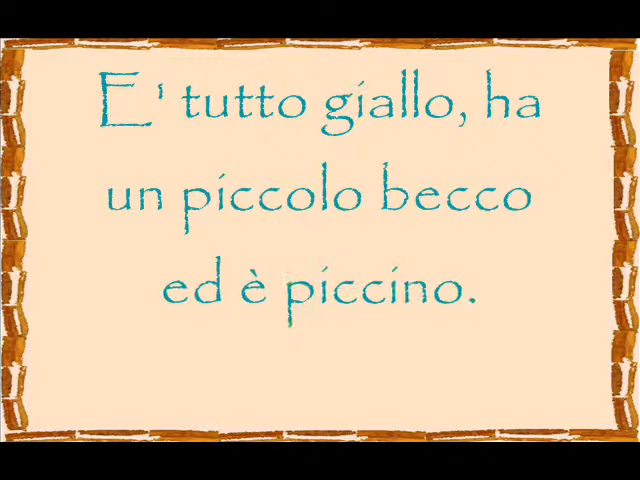 E' tutto giallo, ha
un piccolo becco
ed è piccino.